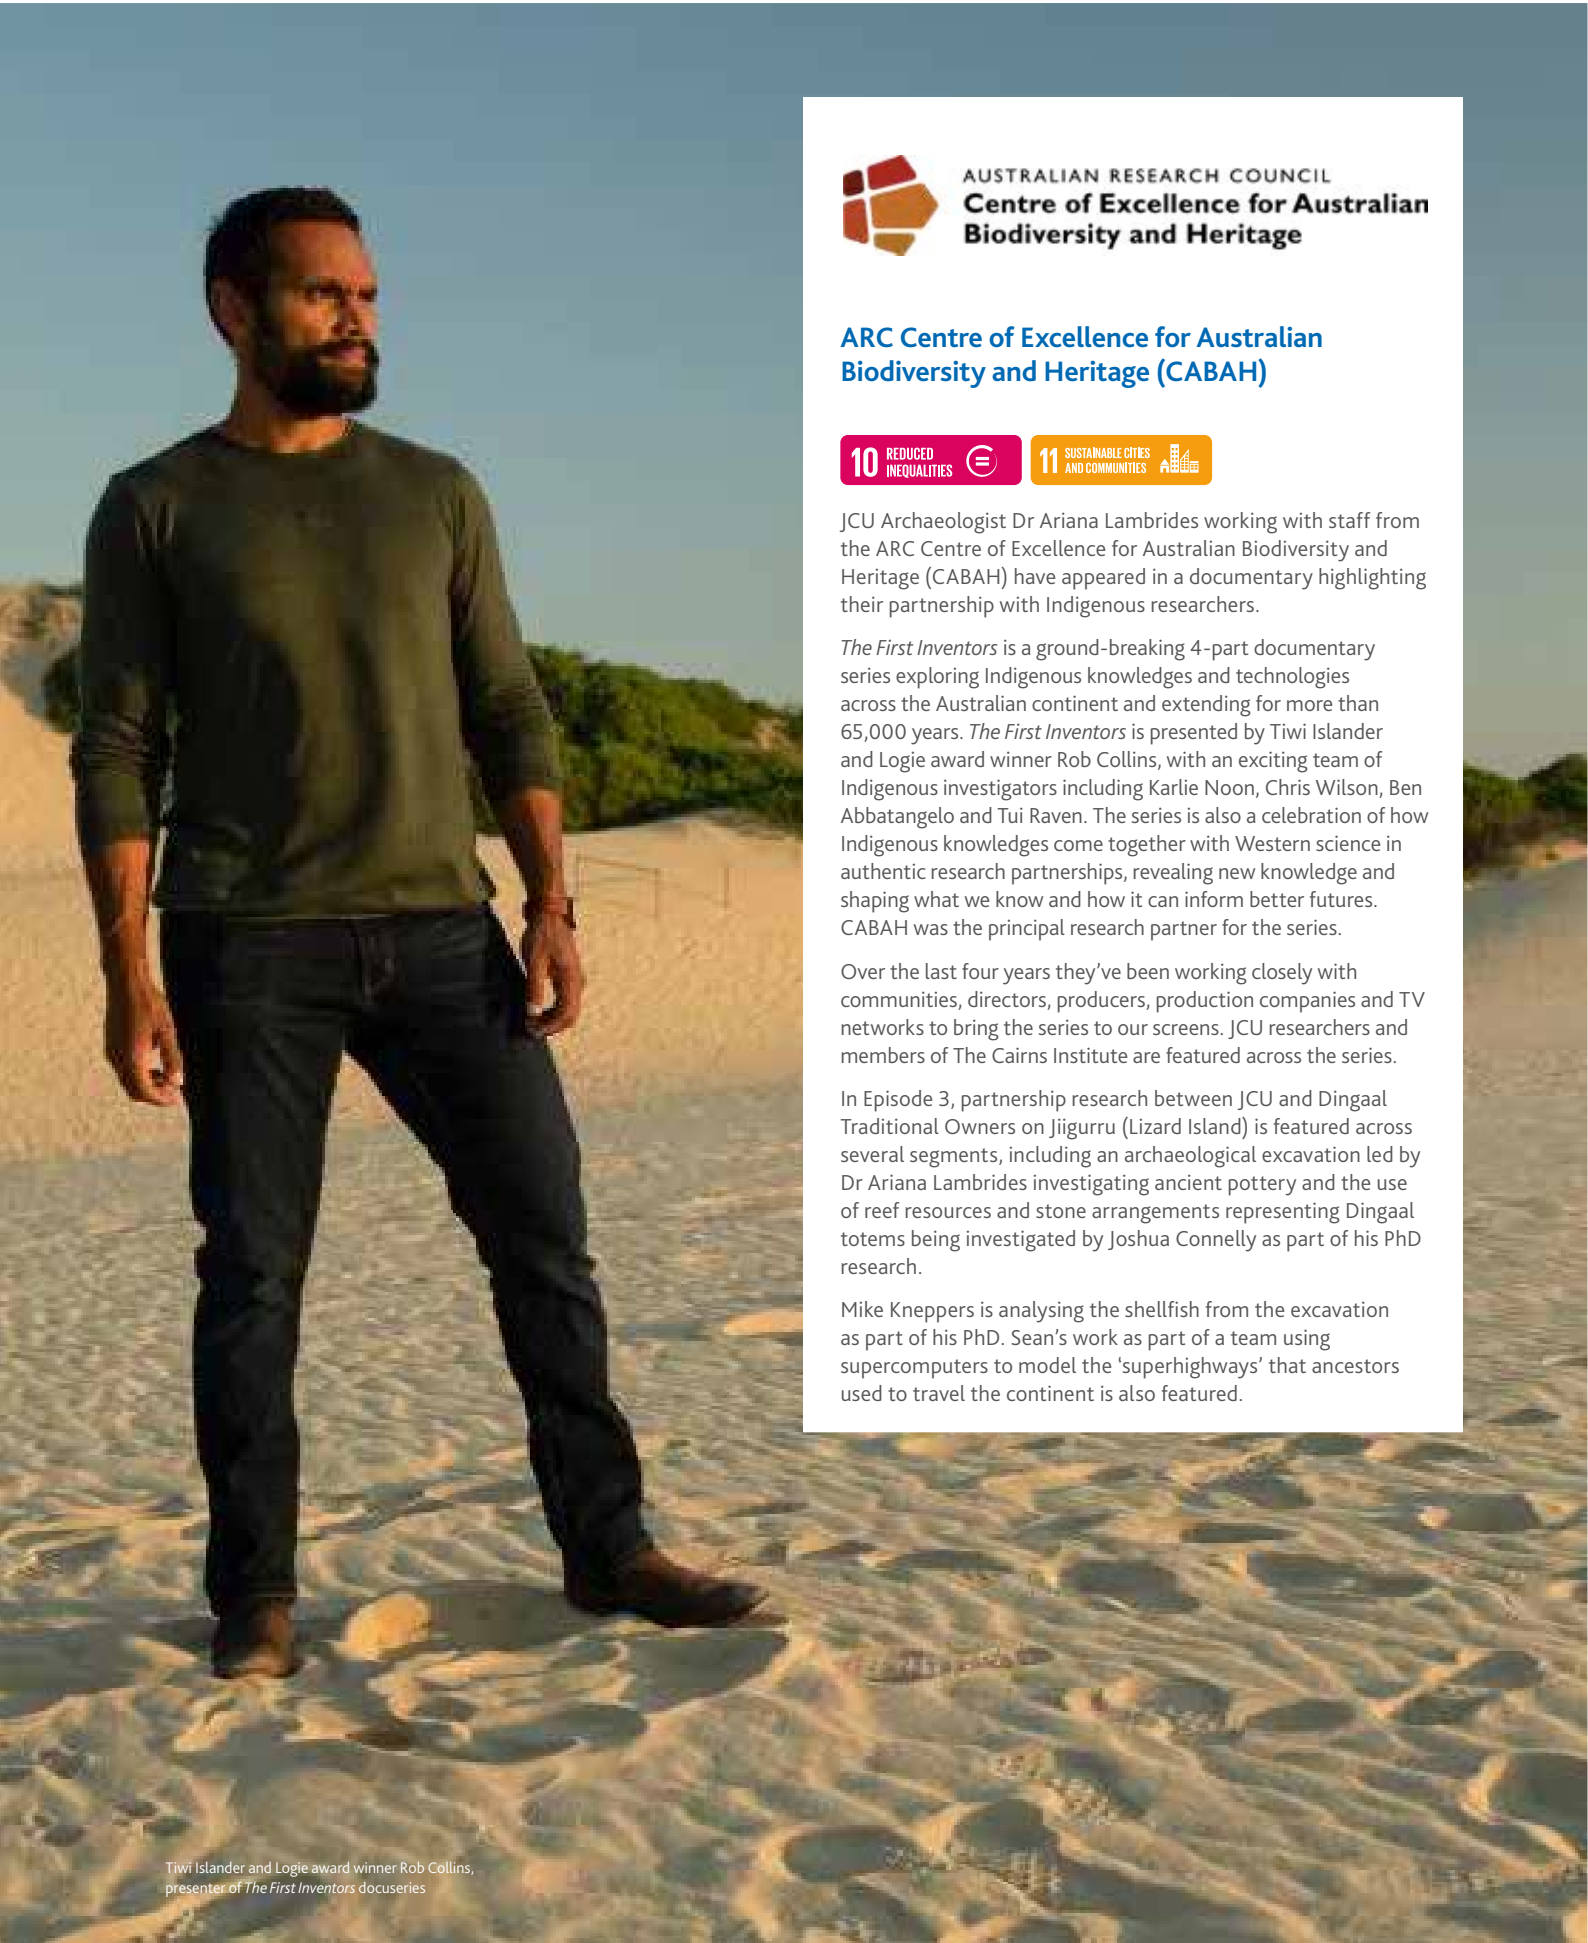 AUSTRALIAN RESEARCH COUNCIL
Centre of Excellence for Australian
Biodiversity and Heritage
ARC Centre of Excellence for Australian
Biodiversity and Heritage (CABAH)
10 REDUCED
INEQUALITIES
11 SUSTAINABLE CITIES
AND COMMUNITIES
JCU Archaeologist Dr Ariana Lambrides working with staff from
the ARC Centre of Excellence for Australian Biodiversity and
Heritage (CABAH) have appeared in a documentary highlighting
their partnership with Indigenous researchers.
The First Inventors is a ground-breaking 4-part documentary
series exploring Indigenous knowledges and technologies
across the Australian continent and extending for more than
65,000 years. The First Inventors is presented by Tiwi Islander
and Logie award winner Rob Collins, with an exciting team of
Indigenous investigators including Karlie Noon, Chris Wilson, Ben
Abbatangelo and Tui Raven. The series is also a celebration of how
Indigenous knowledges come together with Western science in
authentic research partnerships, revealing new knowledge and
shaping what we know and how it can inform better futures.
CABAH was the principal research partner for the series.
Over the last four years they’ve been working closely with
communities, directors, producers, production companies and TV
networks to bring the series to our screens. JCU researchers and
members of The Cairns Institute are featured across the series.
In Episode 3, partnership research between JCU and Dingaal
Traditional Owners on Jiigurru (Lizard Island) is featured across
several segments, including an archaeological excavation led by
Dr Ariana Lambrides investigating ancient pottery and the use
of reef resources and stone arrangements representing Dingaal
totems being investigated by Joshua Connelly as part of his PhD
research.
Mike Kneppers is analysing the shellfish from the excavation
as part of his PhD. Sean’s work as part of a team using
supercomputers to model the ‘superhighways’ that ancestors
used to travel the continent is also featured.
Tiwi Islander and Logie award winner Rob Collins,
presenter of The First Inventors docuseries